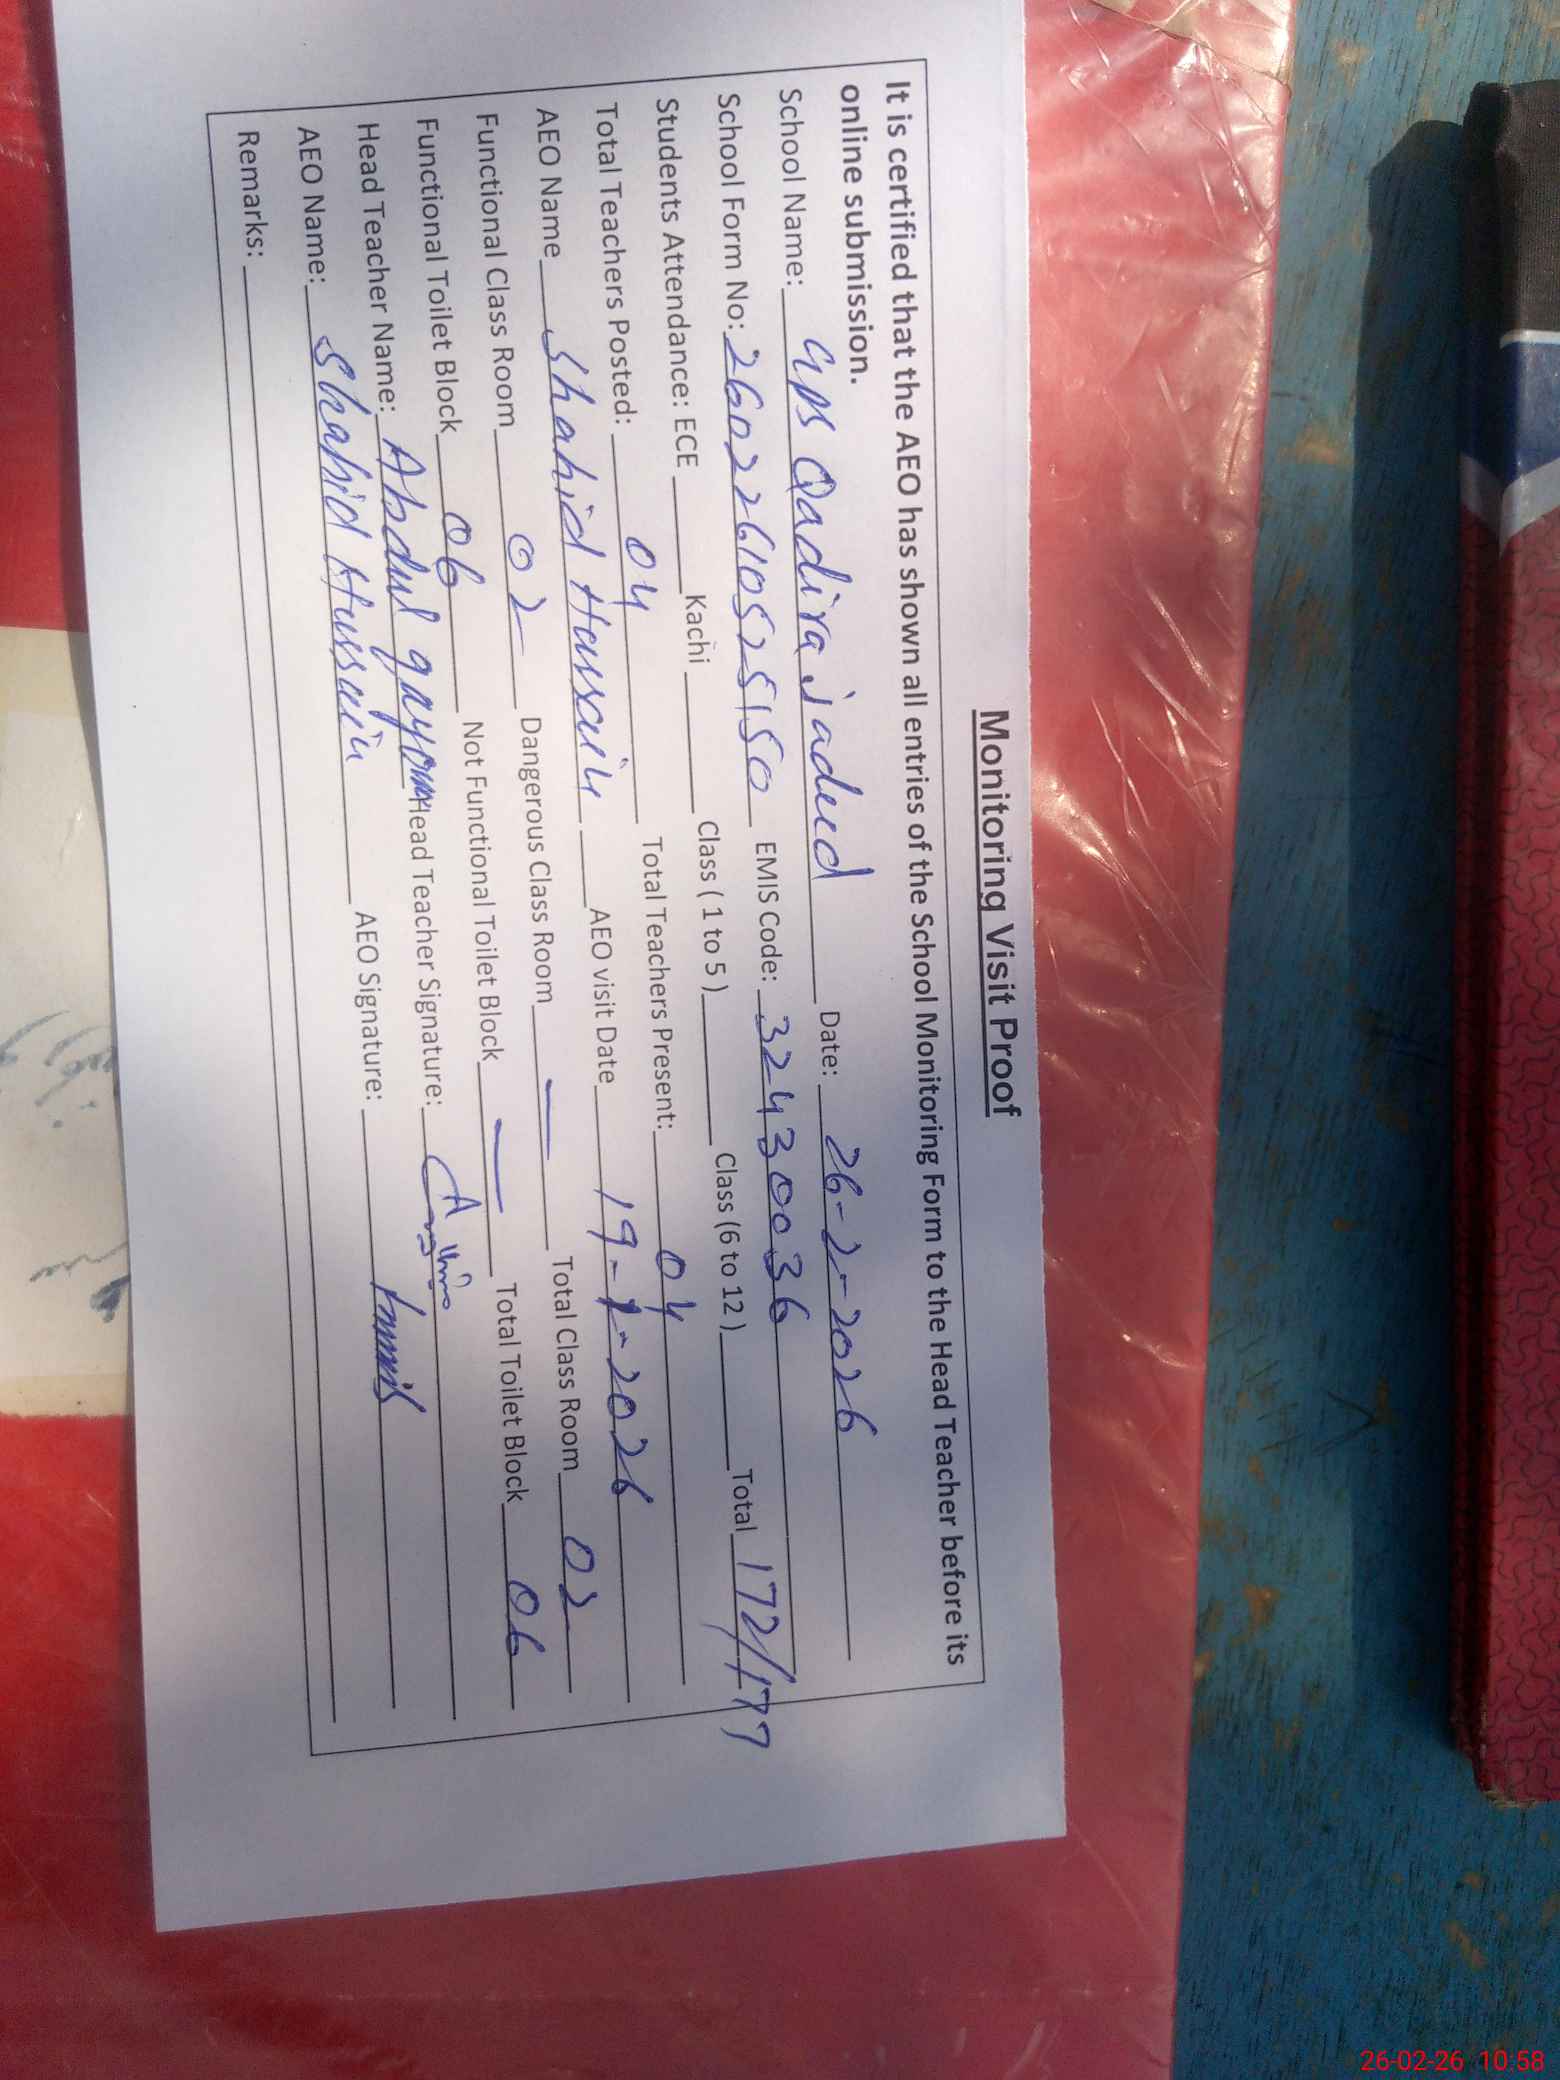 Monitoring Visit Proof
It is certified that the AEO has shown all entries of the School Monitoring Form to the Head Teacher before its
online submission.
School Name: GPS Qadira jadeed Date: 26-2-2026
School Form No: 26022610525150 EMIS Code: 32430036
Students Attendance: ECE Kachi Class ( 1 to 5 ) Class (6 to 12 ) Total 172/177
Total Teachers Posted: 04 Total Teachers Present: 04
AEO Name Shahid Hussain AEO visit Date 19-1-2026
Functional Class Room 02 Dangerous Class Room — Total Class Room 02
Functional Toilet Block 06 Not Functional Toilet Block — Total Toilet Block 06
Head Teacher Name: Abdul qayom Head Teacher Signature:
AEO Name: Shahid Hussain AEO Signature:
Remarks:
26-02-26 10:58